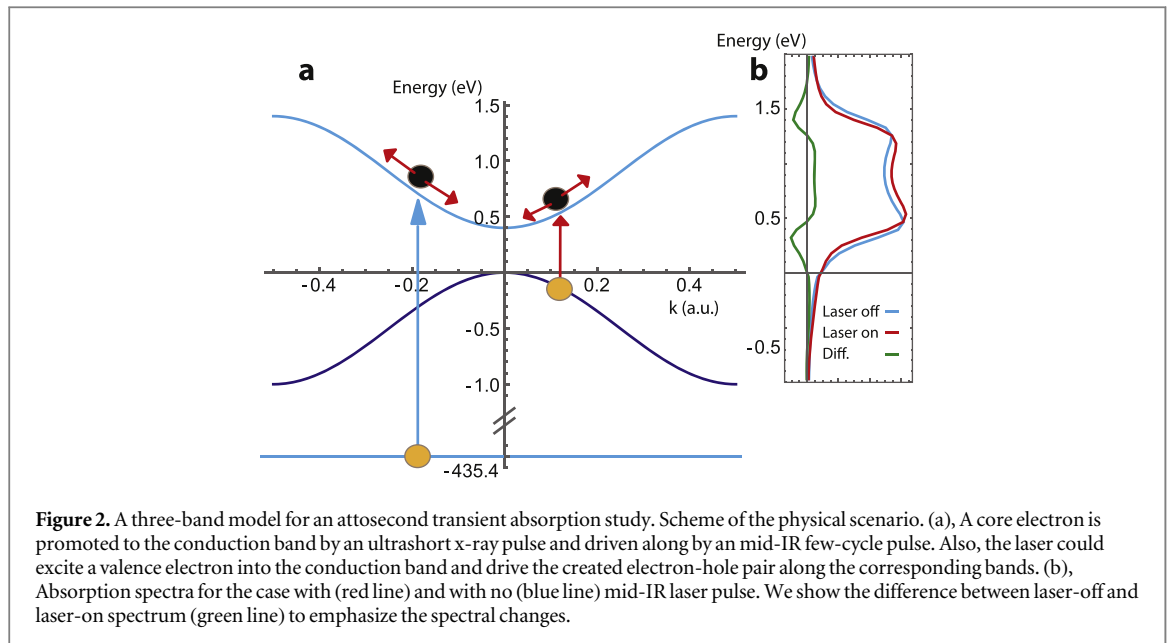 a
Energy (eV)
1.5
1.0
0.5
-0.4
-0.2
0.2
0.4
k (a.u.)
-0.5
-1.0
-435.4
Energy (eV)
b
1.5
0.5
Laser off
Laser on
Diff.
-0.5
Figure 2. A three-band model for an attosecond transient absorption study. Scheme of the physical scenario. (a), A core electron is
promoted to the conduction band by an ultrashort x-ray pulse and driven along by an mid-IR few-cycle pulse. Also, the laser could
excite a valence electron into the conduction band and drive the created electron-hole pair along the corresponding bands. (b),
Absorption spectra for the case with (red line) and with no (blue line) mid-IR laser pulse. We show the difference between laser-off and
laser-on spectrum (green line) to emphasize the spectral changes.